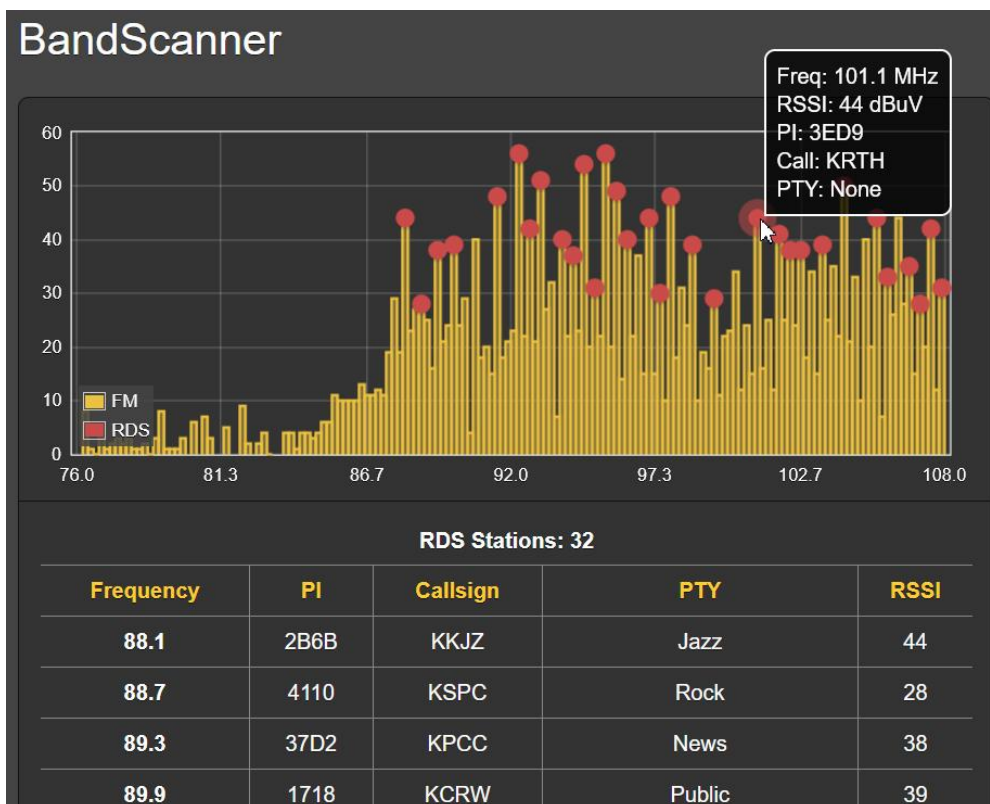 BandScanner
Freq: 101.1 MHz
RSSI: 44 dBuV
PI: 3ED9
Call: KRTH
PTY: None
60
50
40
30
20
10
0
FM
RDS
76.0 81.3 86.7 92.0 97.3 102.7 108.0
RDS Stations: 32
Frequency PI Callsign PTY RSSI
88.1 2B6B KKJZ Jazz 44
88.7 4110 KSPC Rock 28
89.3 37D2 KPCC News 38
89.9 1718 KCRW Public 39